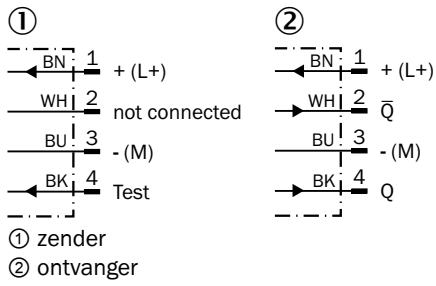 ① ②
BN 1 + (L+)
WH 2 not connected
BU 3 - (M)
BK 4 Test
BN 1 + (L+)
WH 2 Q̅
BU 3 - (M)
BK 4 Q
① zender
② ontvanger